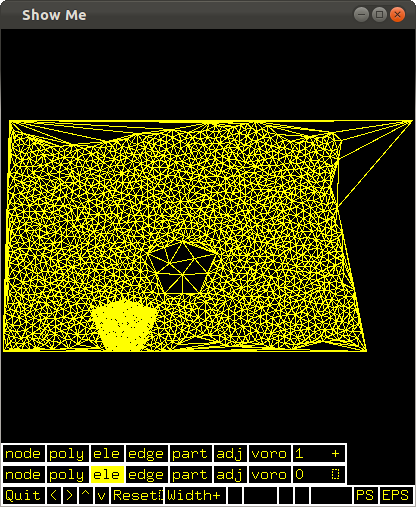 Show Me
node poly ele edge part adj voro 1 +
node poly ele edge part adj voro 0
Quit < > ^ v Reset Width+ PS EPS